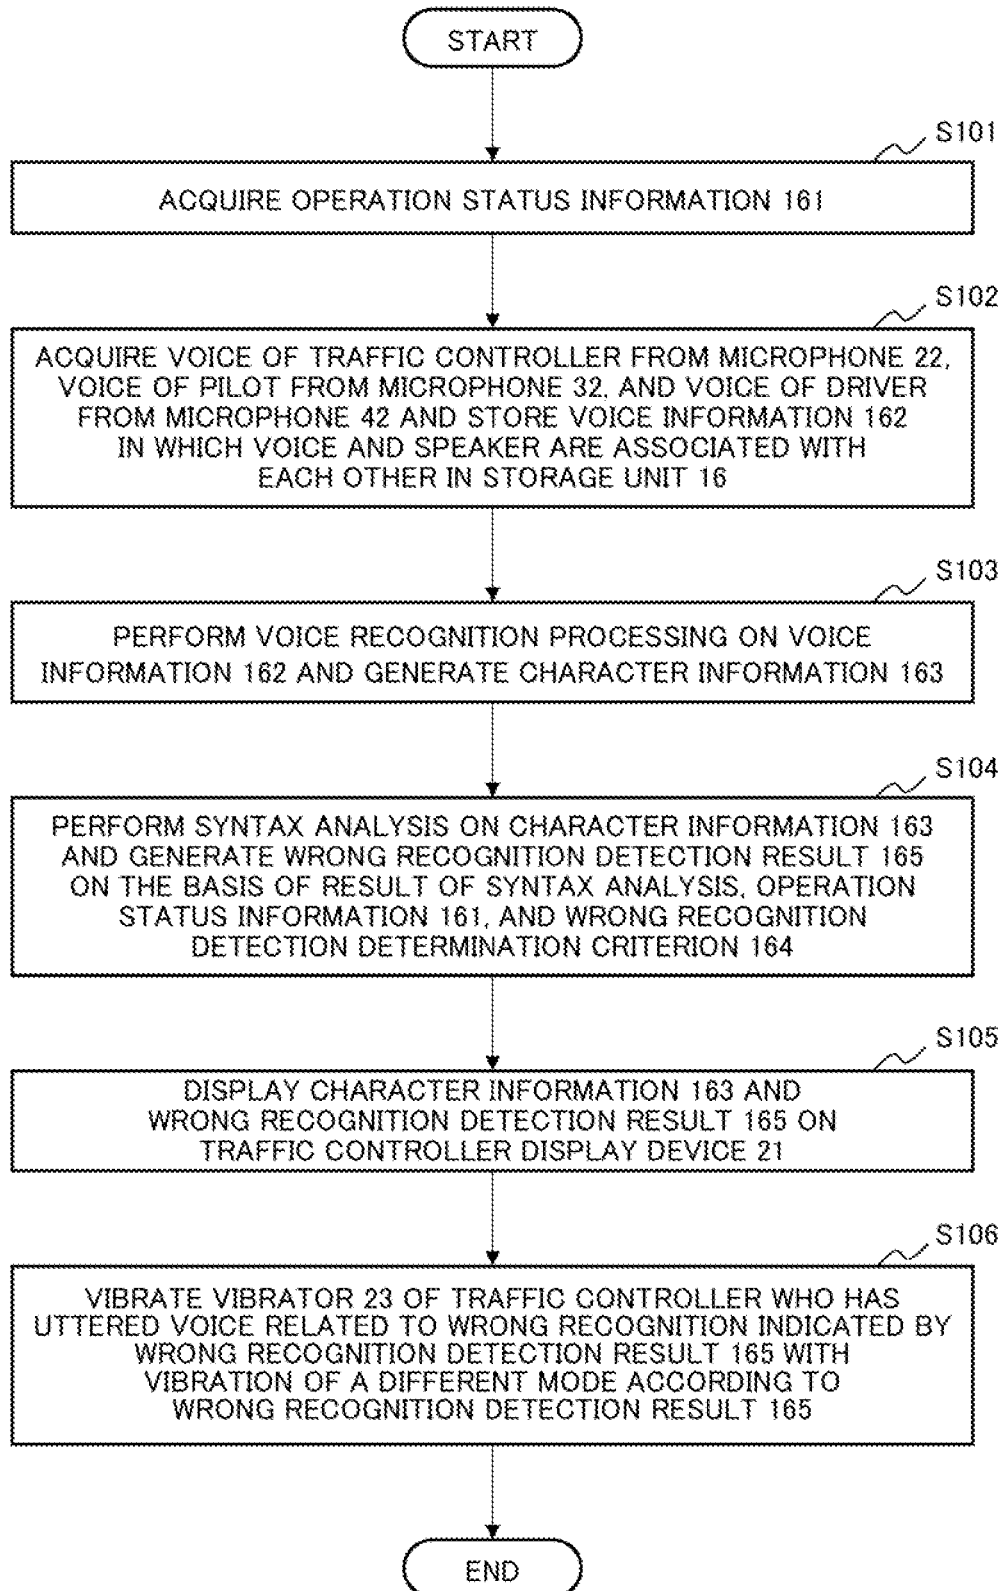 START
S101
ACQUIRE OPERATION STATUS INFORMATION 161
S102
ACQUIRE VOICE OF TRAFFIC CONTROLLER FROM MICROPHONE 22,
VOICE OF PILOT FROM MICROPHONE 32, AND VOICE OF DRIVER
FROM MICROPHONE 42 AND STORE VOICE INFORMATION 162
IN WHICH VOICE AND SPEAKER ARE ASSOCIATED WITH
EACH OTHER IN STORAGE UNIT 16
S103
PERFORM VOICE RECOGNITION PROCESSING ON VOICE
INFORMATION 162 AND GENERATE CHARACTER INFORMATION 163
S104
PERFORM SYNTAX ANALYSIS ON CHARACTER INFORMATION 163
AND GENERATE WRONG RECOGNITION DETECTION RESULT 165
ON THE BASIS OF RESULT OF SYNTAX ANALYSIS, OPERATION
STATUS INFORMATION 161, AND WRONG RECOGNITION
DETECTION DETERMINATION CRITERION 164
S105
DISPLAY CHARACTER INFORMATION 163 AND
WRONG RECOGNITION DETECTION RESULT 165 ON
TRAFFIC CONTROLLER DISPLAY DEVICE 21
S106
VIBRATE VIBRATOR 23 OF TRAFFIC CONTROLLER WHO HAS
UTTERED VOICE RELATED TO WRONG RECOGNITION INDICATED BY
WRONG RECOGNITION DETECTION RESULT 165 WITH
VIBRATION OF A DIFFERENT MODE ACCORDING TO
WRONG RECOGNITION DETECTION RESULT 165
END